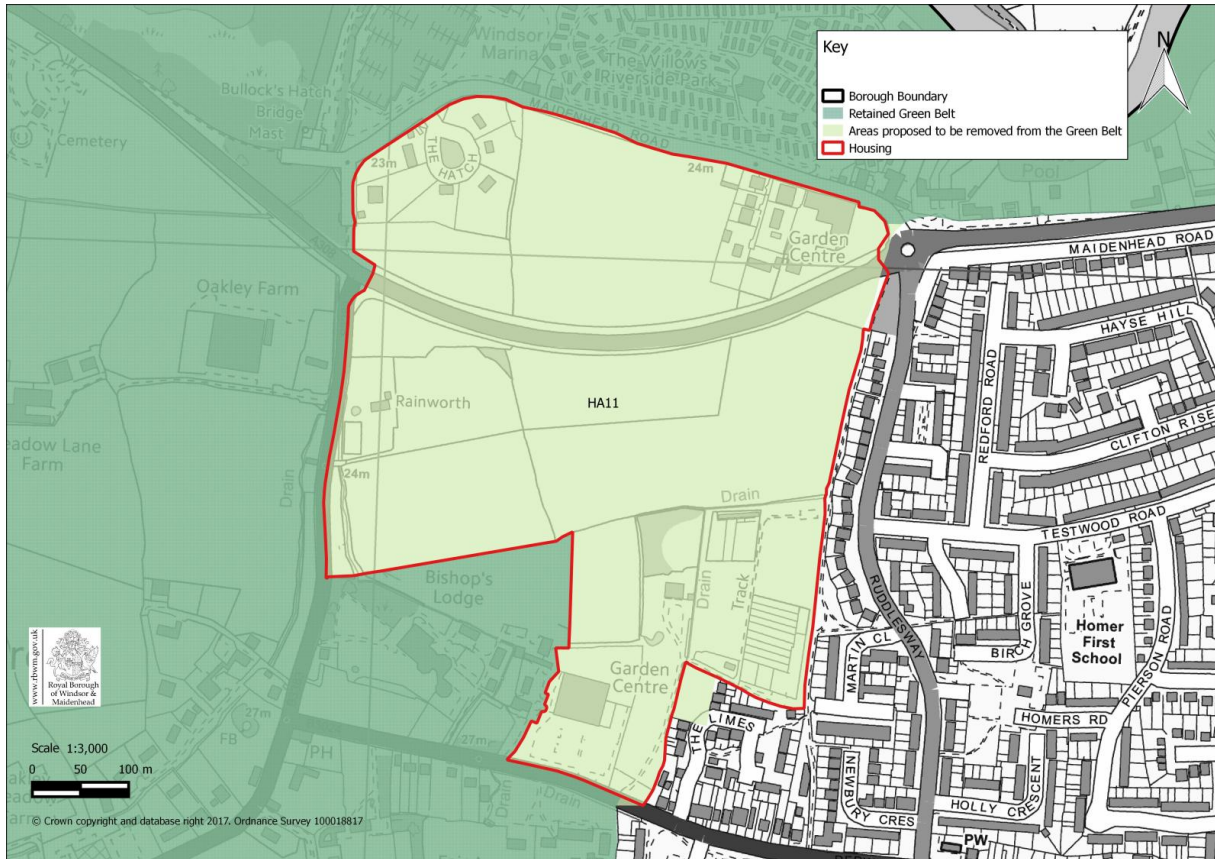 Windsor
Marina
The Willows
Riverside Park
Bullock's Hatch
Bridge
Mast
Cemetery
MAIDENHEAD ROAD
Key
N
Borough Boundary
Retained Green Belt
Areas proposed to be removed from the Green Belt
Housing
Pool
23m
THE
HATCH
24m
Garden
Centre
MAIDENHEAD ROAD
HAYSE HILL
REDFORD ROAD
CLIFTON RISE
Oakley Farm
Rainworth
HA11
24m
Drain
Drain
TESTWOOD ROAD
RUDDLESWAY
Bishop's
Lodge
Drain
Track
MARTIN CL
BIRCH GROVE
Homer
First
School
PIERSON ROAD
Garden
Centre
THE LIMES
HOMERS RD
NEWBURY CRES
HOLLY CRESCENT
PW
www.rbwm.gov.uk
Royal Borough
of Windsor &
Maidenhead
27m
FB
PH
27m
Drain
Drain
Scale 1:3,000
0 50 100 m
© Crown copyright and database right 2017. Ordnance Survey 100018817